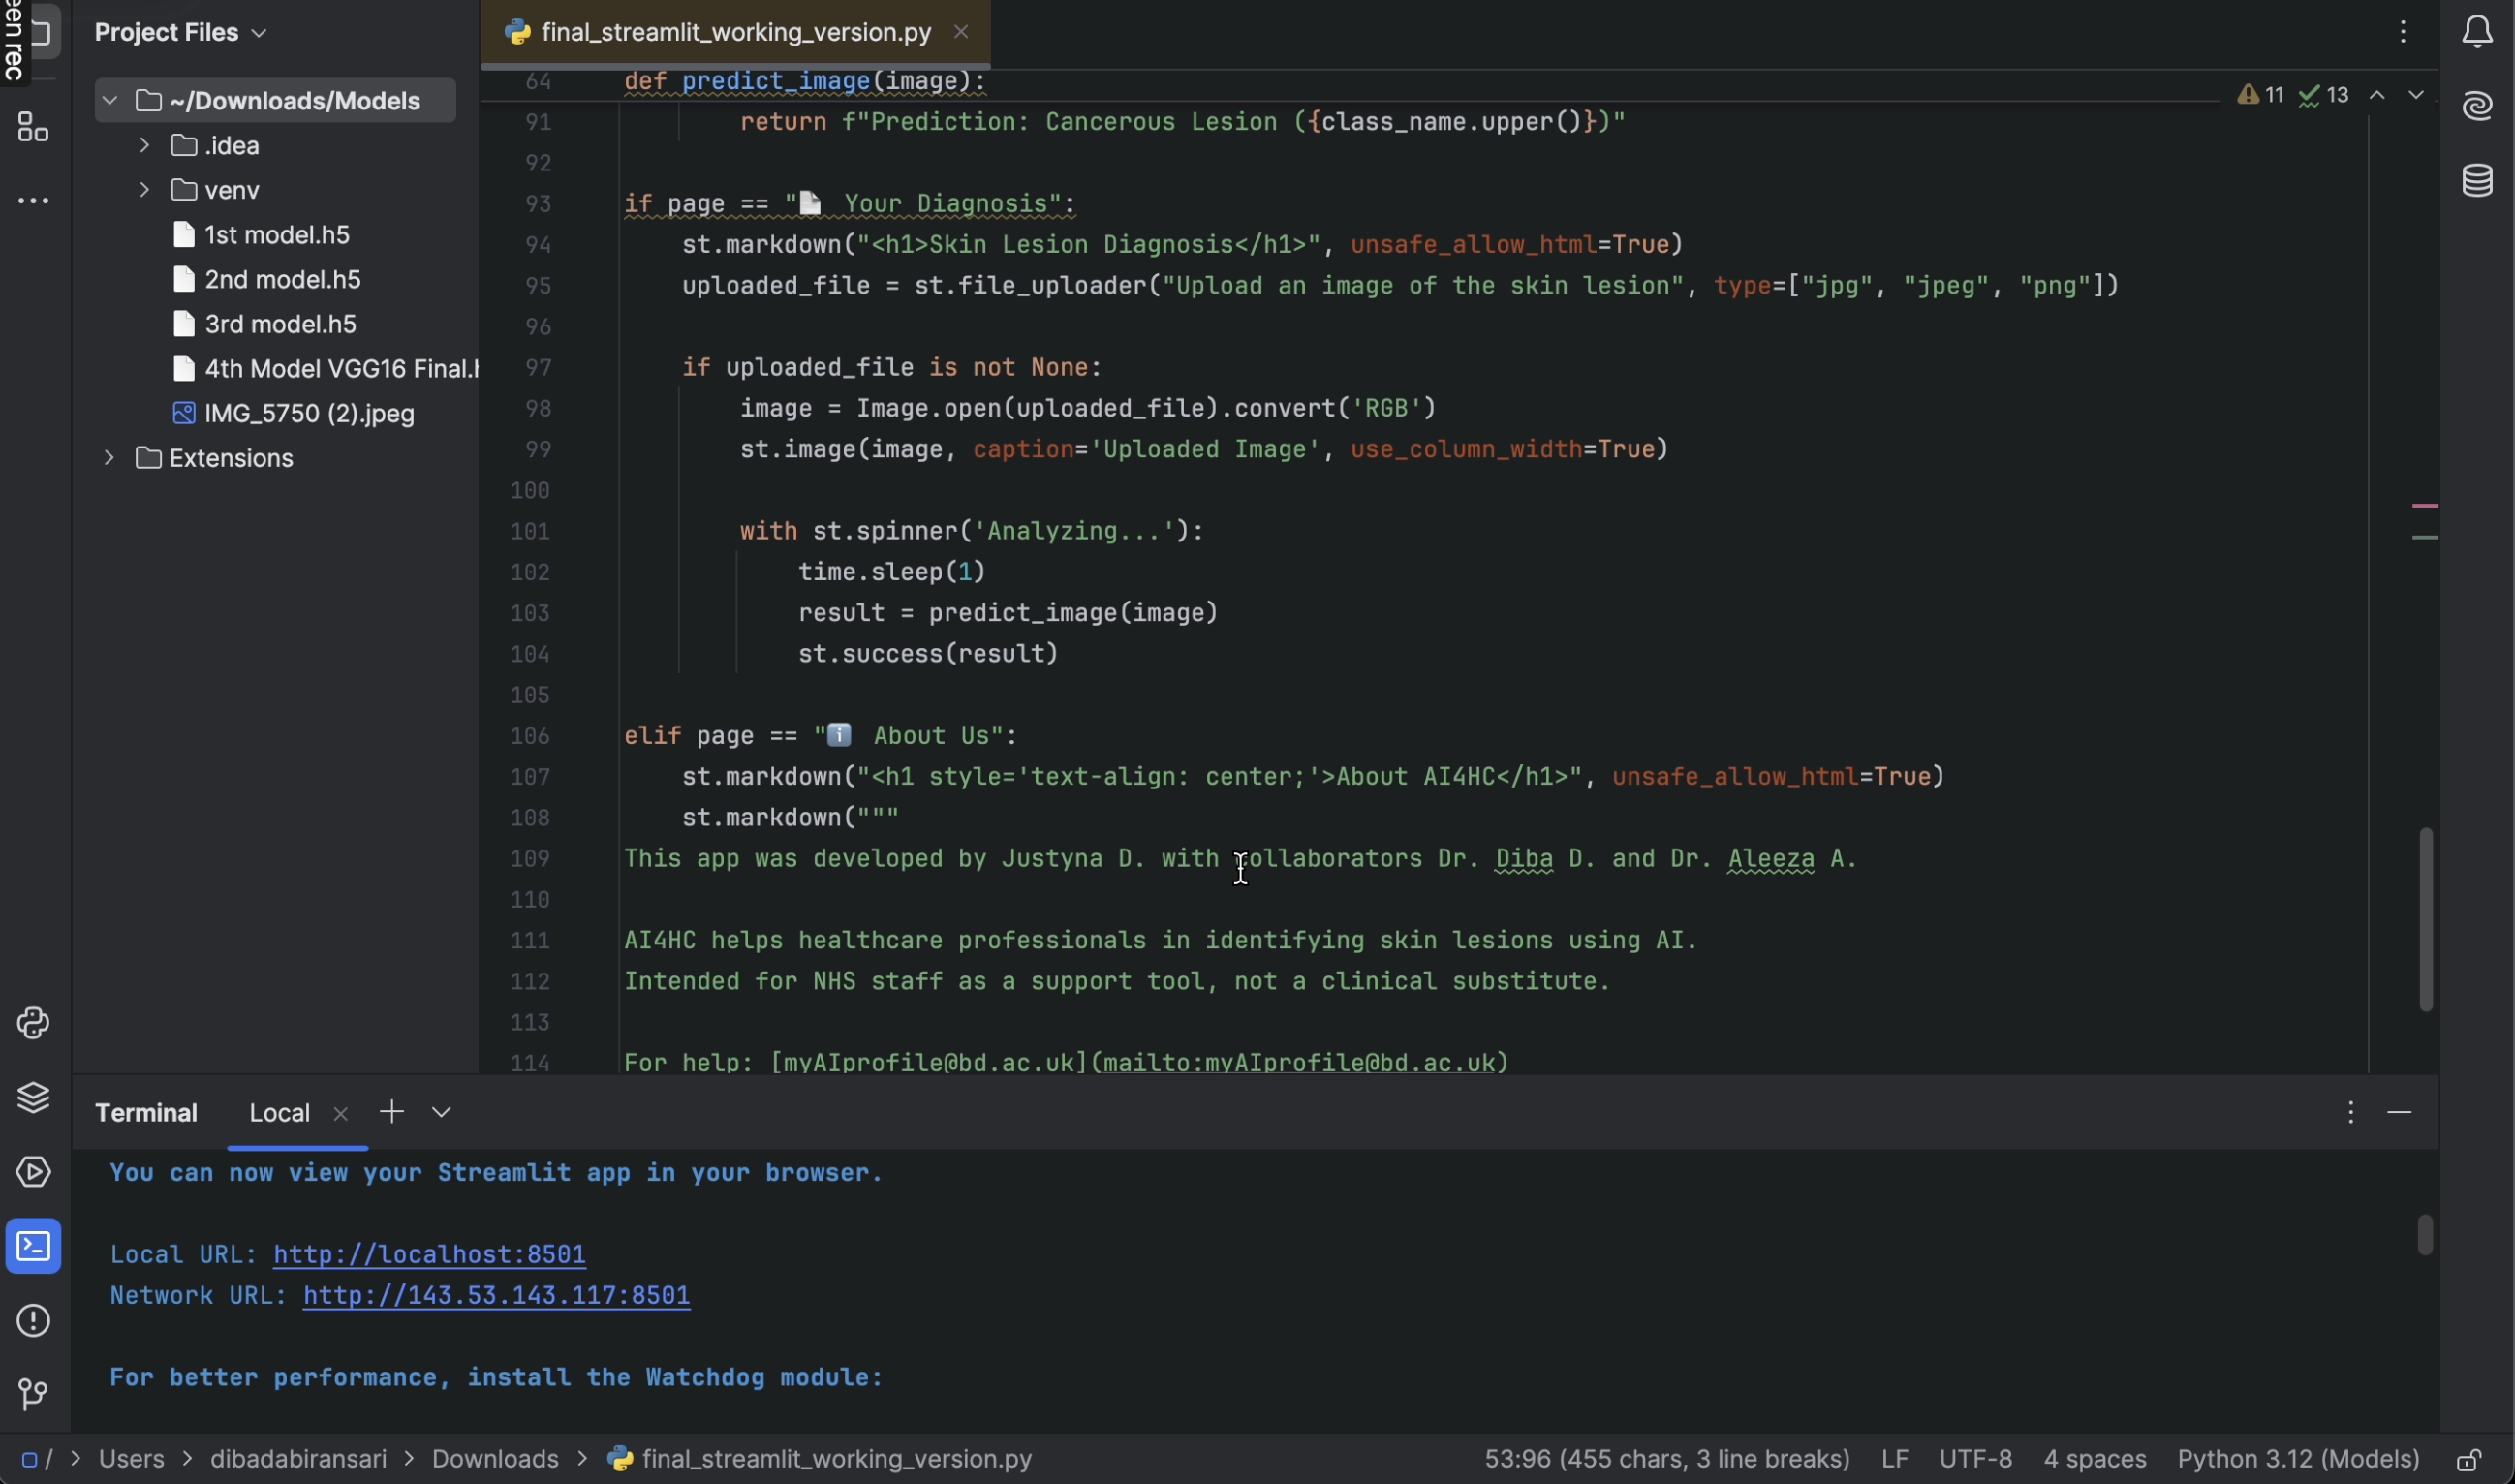 een rec
Project Files
~/Downloads/Models
.idea
venv
1st model.h5
2nd model.h5
3rd model.h5
4th Model VGG16 Final.h
IMG_5750 (2).jpeg
Extensions
final_streamlit_working_version.py
11 13
64 def predict_image(image):
91 return f"Prediction: Cancerous Lesion ({class_name.upper()})"
92
93 if page == "📄 Your Diagnosis":
94 st.markdown("<h1>Skin Lesion Diagnosis</h1>", unsafe_allow_html=True)
95 uploaded_file = st.file_uploader("Upload an image of the skin lesion", type=["jpg", "jpeg", "png"])
96
97 if uploaded_file is not None:
98 image = Image.open(uploaded_file).convert('RGB')
99 st.image(image, caption='Uploaded Image', use_column_width=True)
100
101 with st.spinner('Analyzing...'):
102 time.sleep(1)
103 result = predict_image(image)
104 st.success(result)
105
106 elif page == "ℹ️ About Us":
107 st.markdown("<h1 style='text-align: center;'>About AI4HC</h1>", unsafe_allow_html=True)
108 st.markdown("""
109 This app was developed by Justyna D. with collaborators Dr. Diba D. and Dr. Aleeza A.
110
111 AI4HC helps healthcare professionals in identifying skin lesions using AI.
112 Intended for NHS staff as a support tool, not a clinical substitute.
113
114 For help: [myAIprofile@bd.ac.uk](mailto:myAIprofile@bd.ac.uk)
Terminal Local
You can now view your Streamlit app in your browser.
Local URL: http://localhost:8501
Network URL: http://143.53.143.117:8501
For better performance, install the Watchdog module:
/ > Users > dibadabiransari > Downloads > final_streamlit_working_version.py
53:96 (455 chars, 3 line breaks) LF UTF-8 4 spaces Python 3.12 (Models)